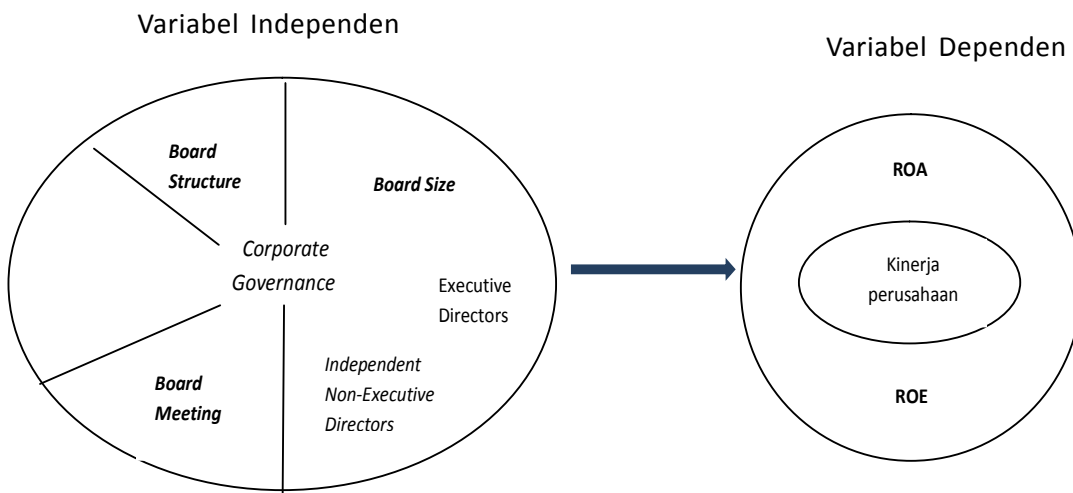 Variabel Independen
Variabel Dependen
Board
Structure
Board Size
Corporate
Governance
Executive
Directors
Independent
Non-Executive
Directors
Board
Meeting
ROA
Kinerja
perusahaan
ROE